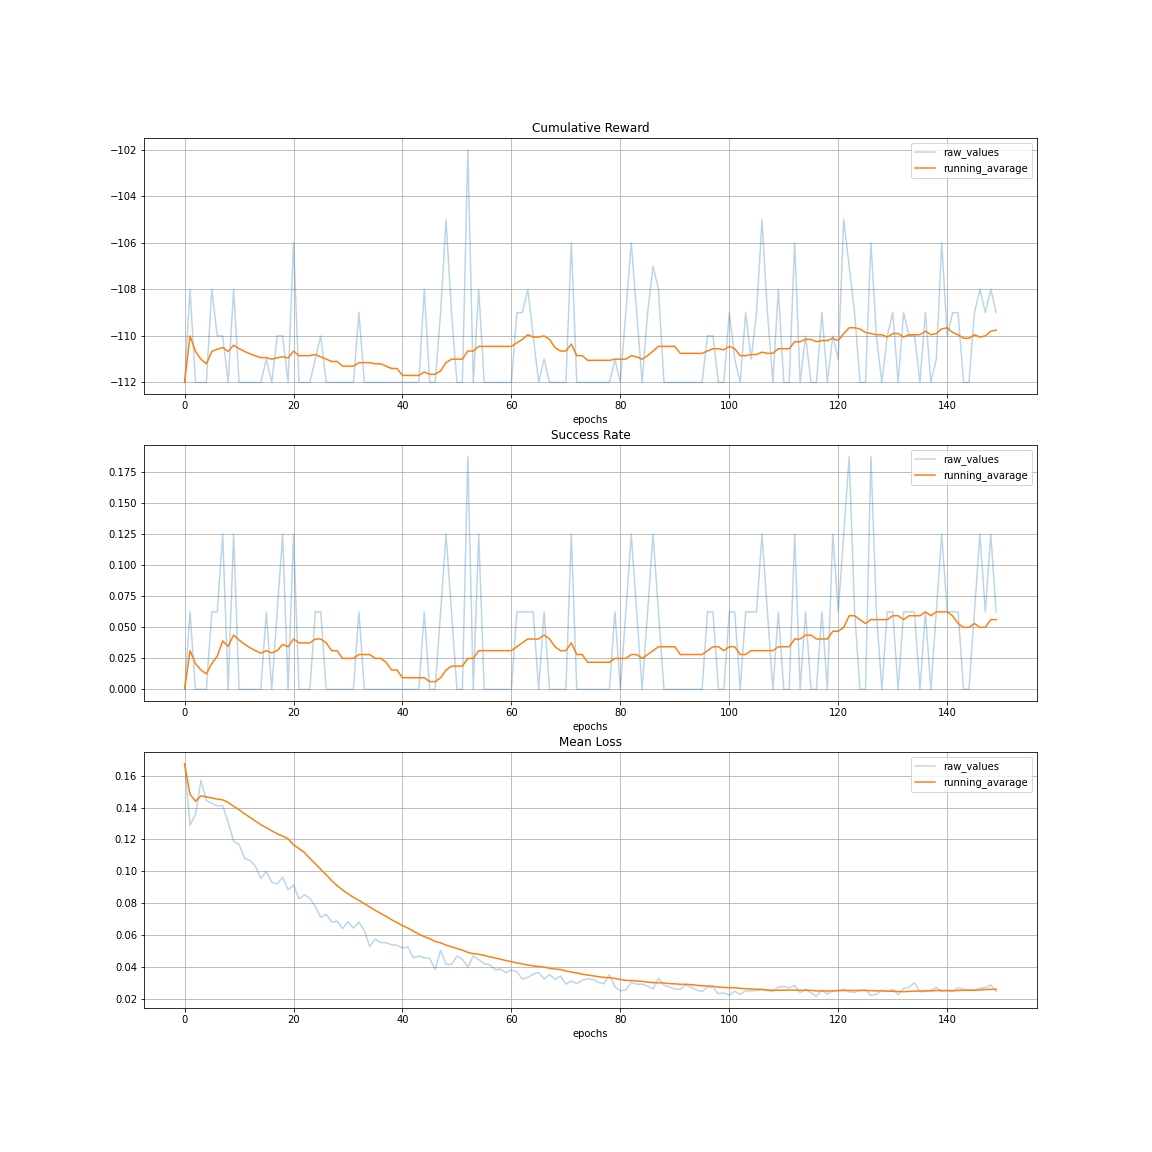 Cumulative Reward
−102
−104
−106
−108
−110
−112
raw_values
running_avarage
0 20 40 60 80 100 120 140
epochs
Success Rate
0.175
0.150
0.125
0.100
0.075
0.050
0.025
0.000
raw_values
running_avarage
0 20 40 60 80 100 120 140
epochs
Mean Loss
0.16
0.14
0.12
0.10
0.08
0.06
0.04
0.02
raw_values
running_avarage
0 20 40 60 80 100 120 140
epochs